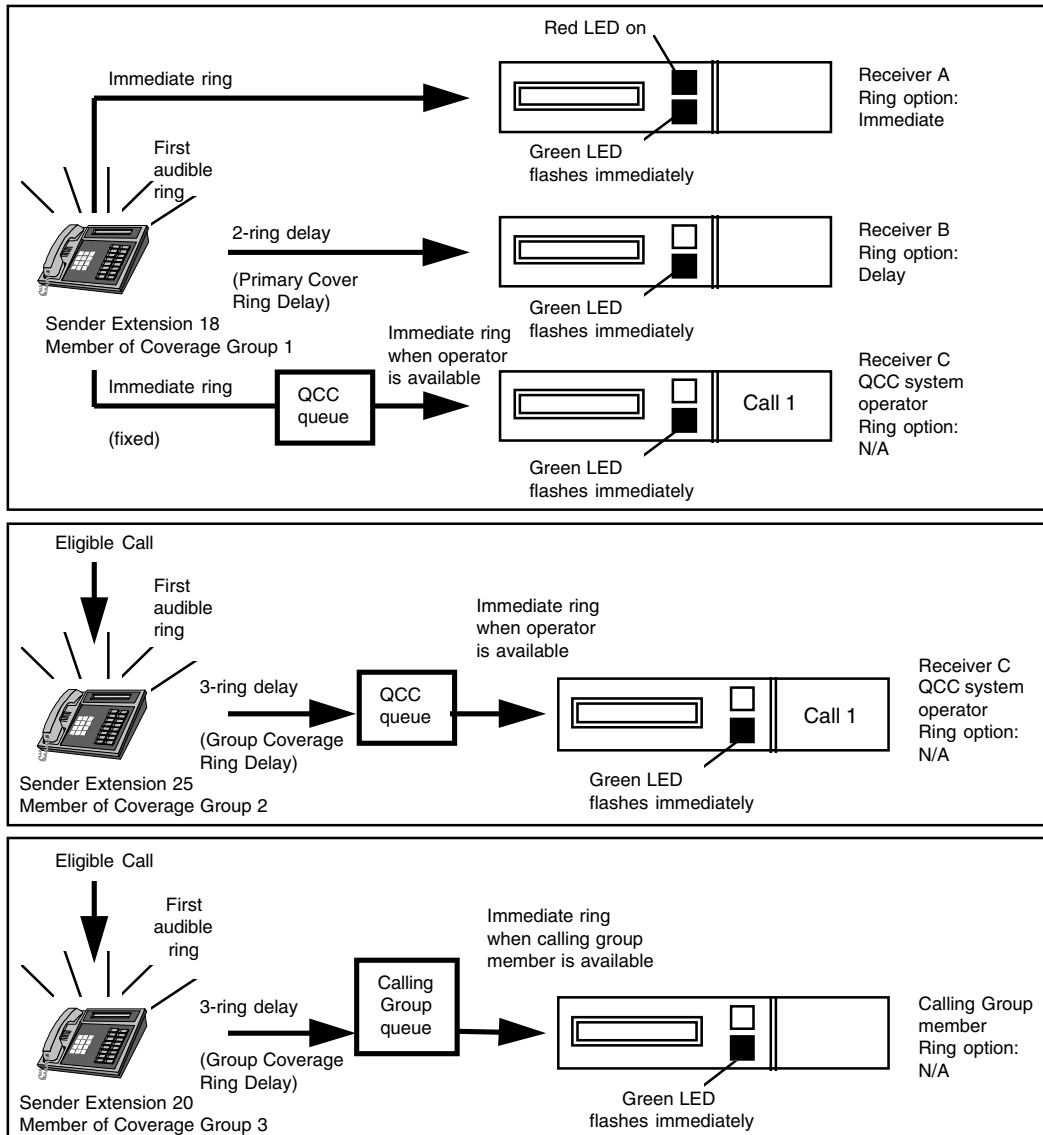 Red LED on
Immediate ring
Receiver A
Ring option:
Immediate
First
audible
ring
Green LED
flashes immediately
2-ring delay
(Primary Cover
Ring Delay)
Receiver B
Ring option:
Delay
Green LED
flashes immediately
Sender Extension 18
Member of Coverage Group 1
Immediate ring
(fixed)
QCC
queue
Immediate ring
when operator
is available
Call 1
Receiver C
QCC system
operator
Ring option:
N/A
Green LED
flashes immediately
Eligible Call
First
audible
ring
3-ring delay
(Group Coverage
Ring Delay)
QCC
queue
Immediate ring
when operator
is available
Call 1
Receiver C
QCC system
operator
Ring option:
N/A
Green LED
flashes immediately
Sender Extension 25
Member of Coverage Group 2
Eligible Call
First
audible
ring
3-ring delay
(Group Coverage
Ring Delay)
Calling
Group
queue
Immediate ring
when calling group
member is available
Calling Group
member
Ring option:
N/A
Green LED
flashes immediately
Sender Extension 20
Member of Coverage Group 3